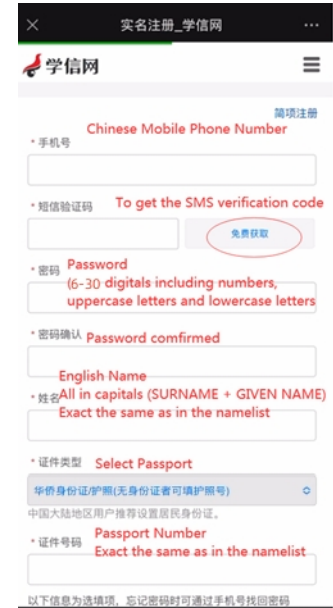 实名注册_学信网
学信网
简项注册
Chinese Mobile Phone Number
* 手机号
* 短信验证码 To get the SMS verification code
免费获取
* 密码 Password
(6-30 digitals including numbers,
uppercase letters and lowercase letters
* 密码确认 Password comfirmed
English Name
* 姓名 All in capitals (SURNAME + GIVEN NAME)
Exact the same as in the namelist
* 证件类型 Select Passport
华侨身份证/护照(无身份证者可填护照号)
中国大陆地区用户推荐设置居民身份证。
* 证件号码 Passport Number
Exact the same as in the namelist
以下信息为选填项，忘记密码时可通过手机号找回密码